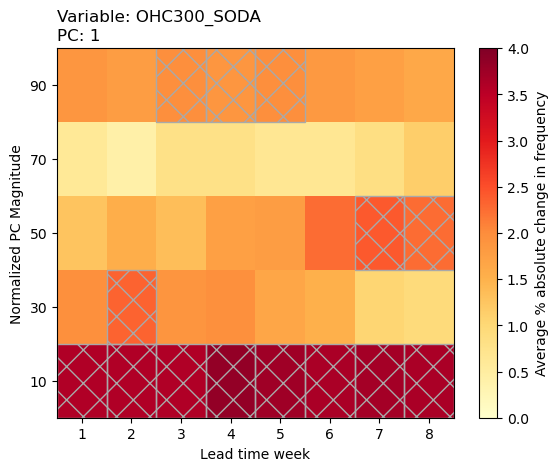 Variable: OHC300_SODA
PC: 1
90
70
50
30
10
Normalized PC Magnitude
1 2 3 4 5 6 7 8
Lead time week
4.0
3.5
3.0
2.5
2.0
1.5
1.0
0.5
0.0
Average % absolute change in frequency